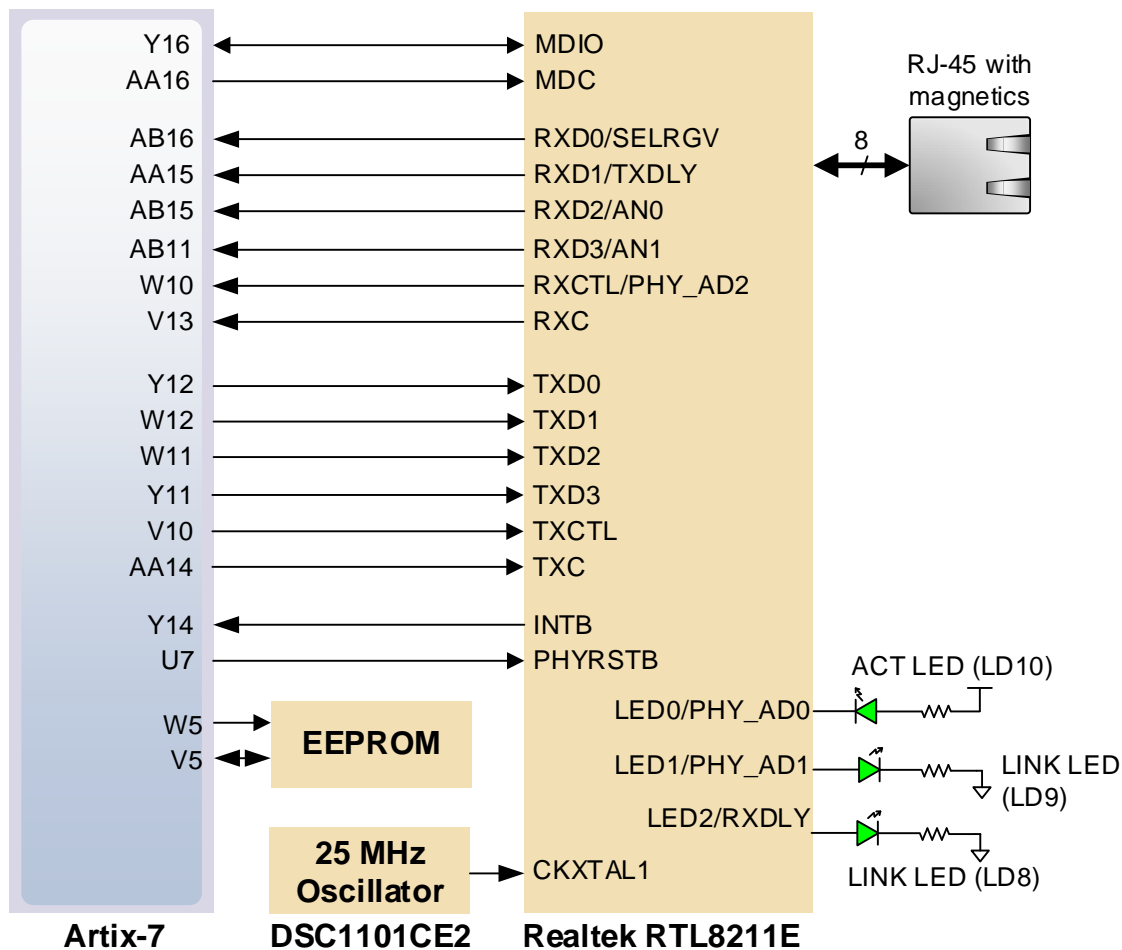 Y16 MDIO
AA16 MDC
RJ-45 with
magnetics
AB16 RXD0/SELRGV
8
AA15 RXD1/TXDLY
AB15 RXD2/AN0
AB11 RXD3/AN1
W10 RXCTL/PHY_AD2
V13 RXC
Y12 TXD0
W12 TXD1
W11 TXD2
Y11 TXD3
V10 TXCTL
AA14 TXC
Y14 INTB
U7 PHYRSTB
ACT LED (LD10)
LED0/PHY_AD0
W5
V5
EEPROM
LED1/PHY_AD1
LINK LED
(LD9)
LED2/RXDLY
LINK LED (LD8)
25 MHz
Oscillator
CKXTAL1
Artix-7 DSC1101CE2 Realtek RTL8211E